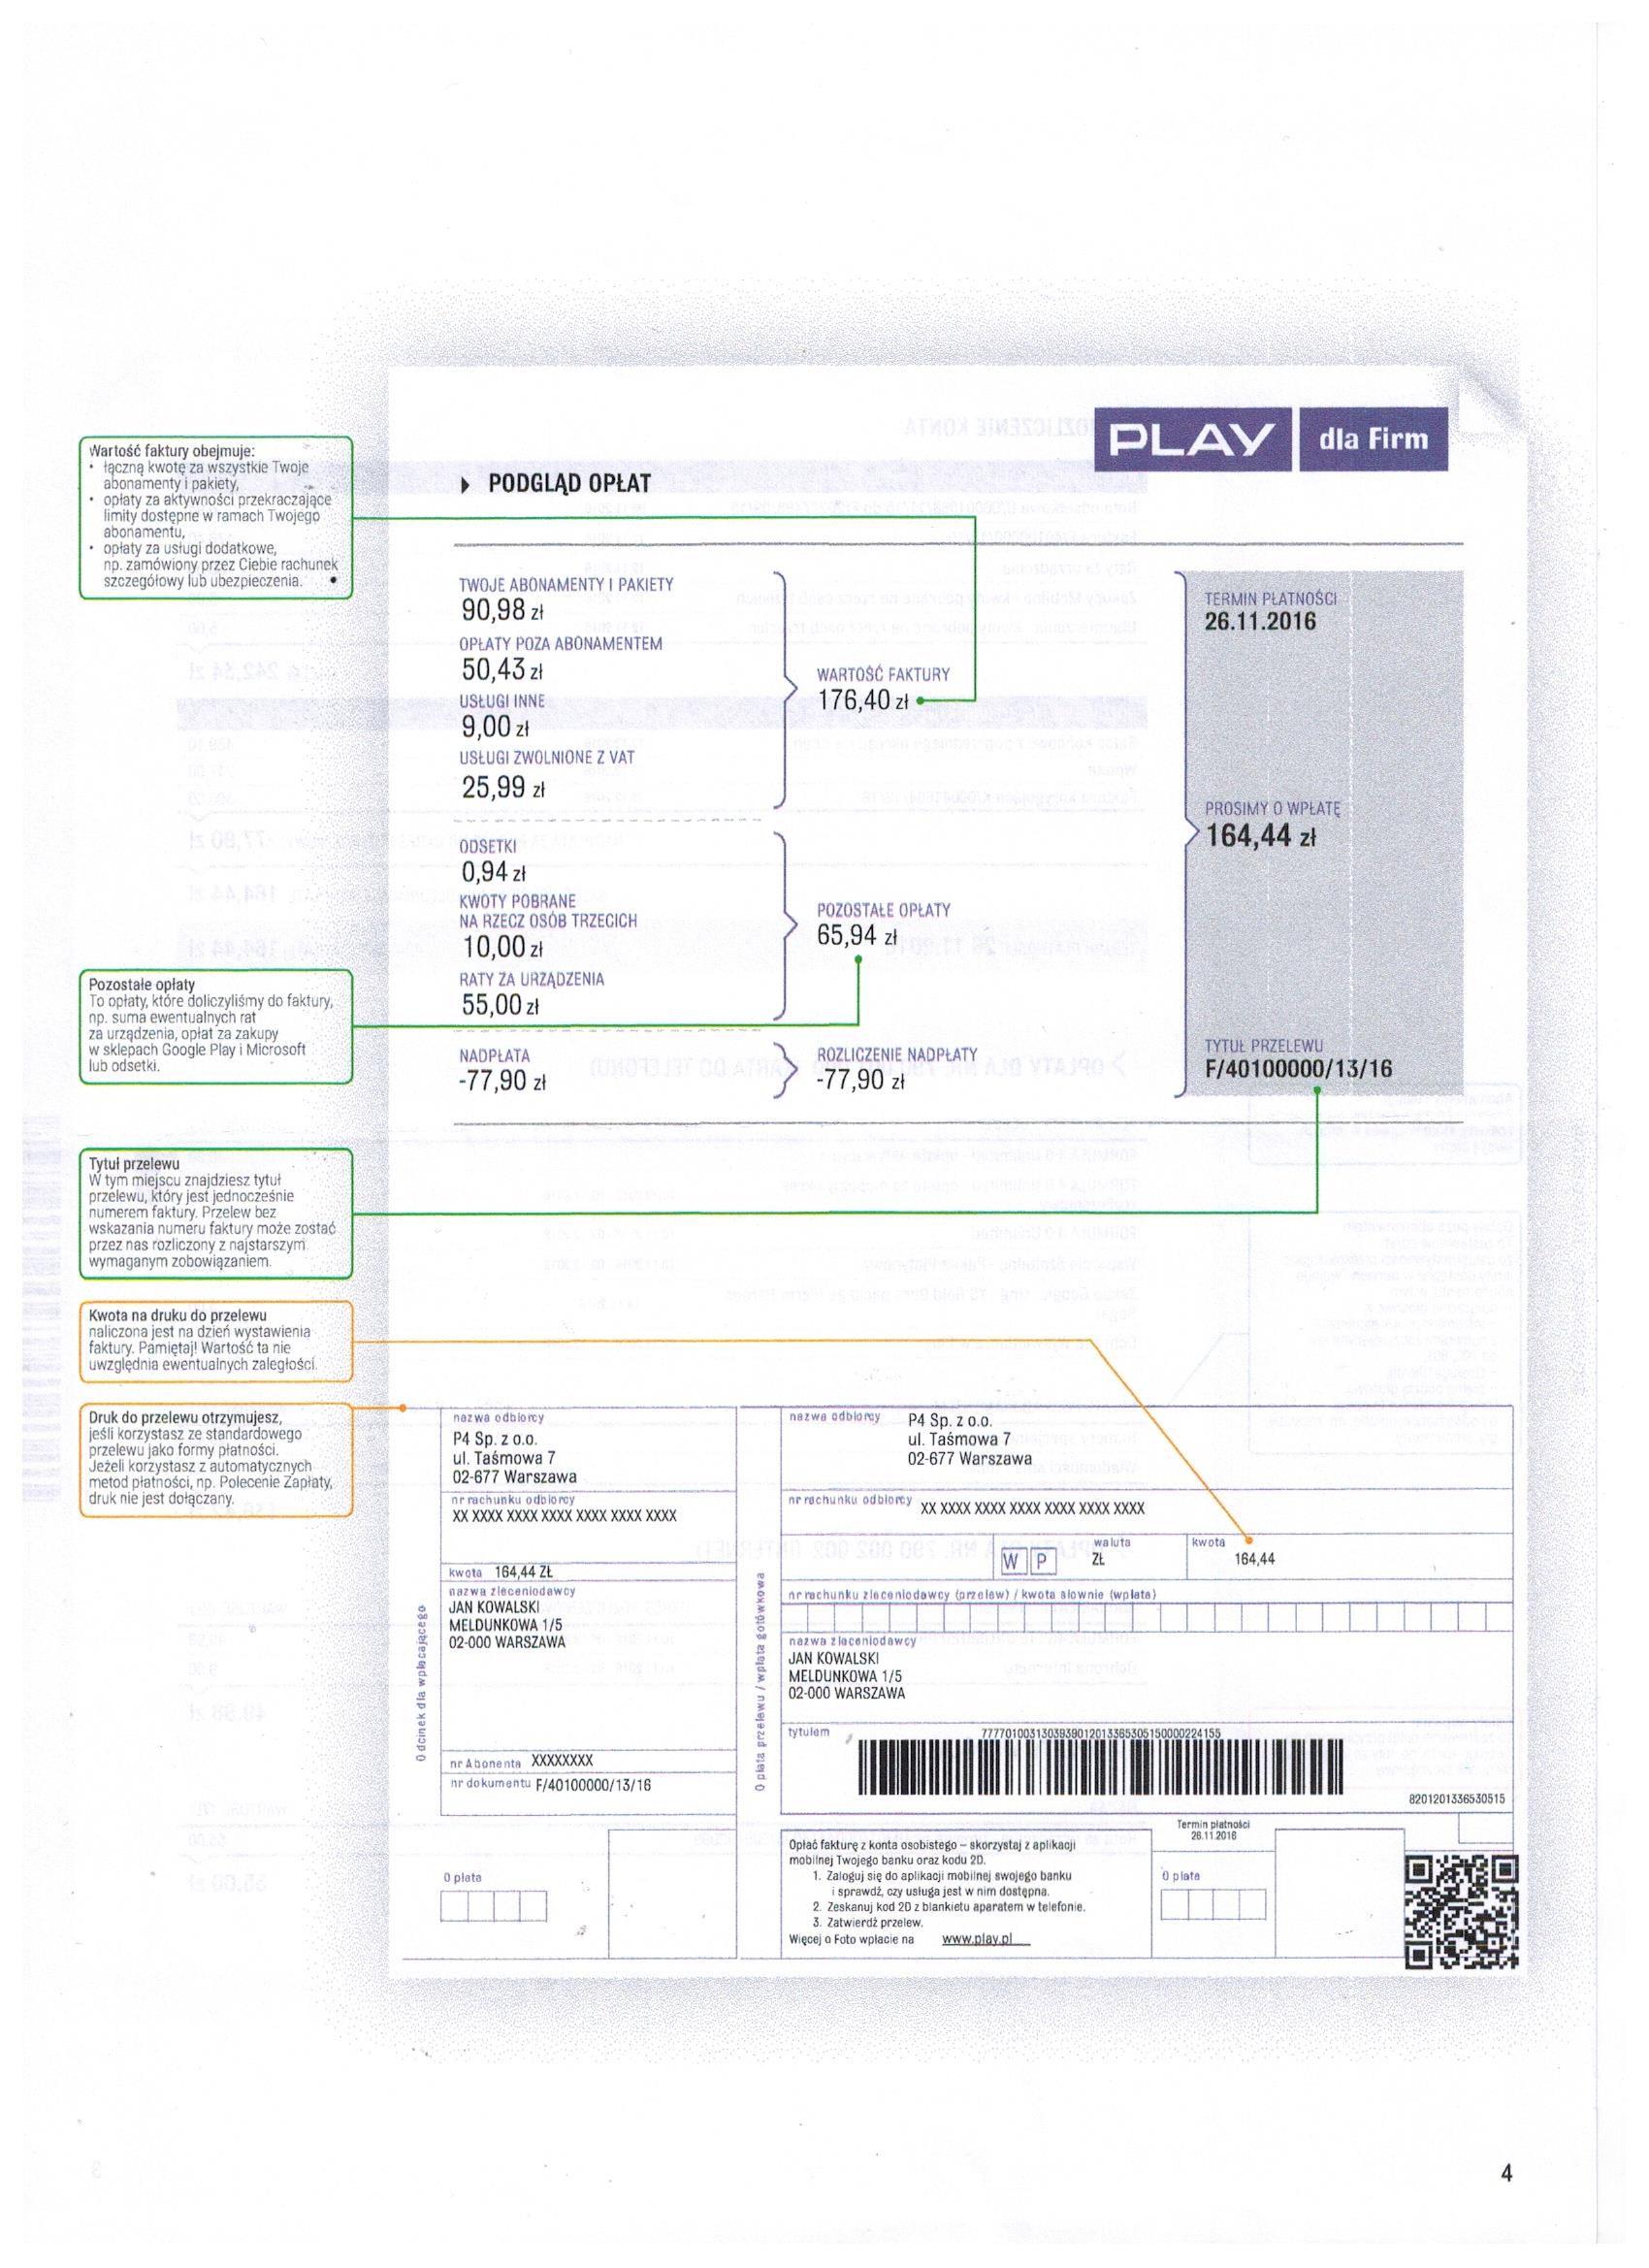 PLAY dla Firm
PODGLĄD OPŁAT
Wartość faktury obejmuje:
• łączną kwotę za wszystkie Twoje
abonamenty i pakiety,
• opłaty za aktywności przekraczające
limity dostępne w ramach Twojego
abonamentu,
• opłaty za usługi dodatkowe,
np. zamówiony przez Ciebie rachunek
szczegółowy lub ubezpieczenia.
TWOJE ABONAMENTY I PAKIETY
90,98 zł
OPŁATY POZA ABONAMENTEM
50,43 zł
USŁUGI INNE
9,00 zł
USŁUGI ZWOLNIONE Z VAT
25,99 zł
WARTOŚĆ FAKTURY
176,40 zł
TERMIN PŁATNOŚCI
26.11.2016
PROSIMY O WPŁATĘ
164,44 zł
ODSETKI
0,94 zł
KWOTY POBRANE
NA RZECZ OSÓB TRZECICH
10,00 zł
RATY ZA URZĄDZENIA
55,00 zł
POZOSTAŁE OPŁATY
65,94 zł
Pozostałe opłaty
To opłaty, które doliczyliśmy do faktury,
np. suma ewentualnych rat
za urządzenia, opłat za zakupy
w sklepach Google Play i Microsoft
lub odsetki.
NADPŁATA
-77,90 zł
ROZLICZENIE NADPŁATY
-77,90 zł
TYTUŁ PRZELEWU
F/40100000/13/16
Tytuł przelewu
W tym miejscu znajdziesz tytuł
przelewu, który jest jednocześnie
numerem faktury. Przelew bez
wskazania numeru faktury może zostać
przez nas rozliczony z najstarszym
wymaganym zobowiązaniem.
Kwota na druku do przelewu
naliczona jest na dzień wystawienia
faktury. Pamiętaj! Wartość ta nie
uwzględnia ewentualnych zaległości.
Druk do przelewu otrzymujesz,
jeśli korzystasz ze standardowego
przelewu jako formy płatności.
Jeżeli korzystasz z automatycznych
metod płatności, np. Polecenie Zapłaty,
druk nie jest dołączany.
Odcinek dla wpłacającego
nazwa odbiorcy
P4 Sp. z o.o.
ul. Taśmowa 7
02-677 Warszawa
nr rachunku odbiorcy
XX XXXX XXXX XXXX XXXX XXXX XXXX
kwota 164,44 ZŁ
nazwa zleceniodawcy
JAN KOWALSKI
MELDUNKOWA 1/5
02-000 WARSZAWA
nr Abonenta XXXXXXXX
nr dokumentu F/40100000/13/16
Opłata
Opłata przelewu / wpłata gotówkowa
nazwa odbiorcy
P4 Sp. z o.o.
ul. Taśmowa 7
02-677 Warszawa
nr rachunku odbiorcy XX XXXX XXXX XXXX XXXX XXXX XXXX
W P
waluta
ZŁ
kwota
164,44
nr rachunku zleceniodawcy (przelew) / kwota słownie (wpłata)
nazwa zleceniodawcy
JAN KOWALSKI
MELDUNKOWA 1/5
02-000 WARSZAWA
tytułem
8201201336530515
Opłać fakturę z konta osobistego – skorzystaj z aplikacji
mobilnej Twojego banku oraz kodu 2D.
1. Zaloguj się do aplikacji mobilnej swojego banku
i sprawdź, czy usługa jest w nim dostępna.
2. Zeskanuj kod 2D z blankietu aparatem w telefonie.
3. Zatwierdź przelew.
Więcej o Foto wpłacie na www.play.pl
Termin płatności
26.11.2016
Opłata
4